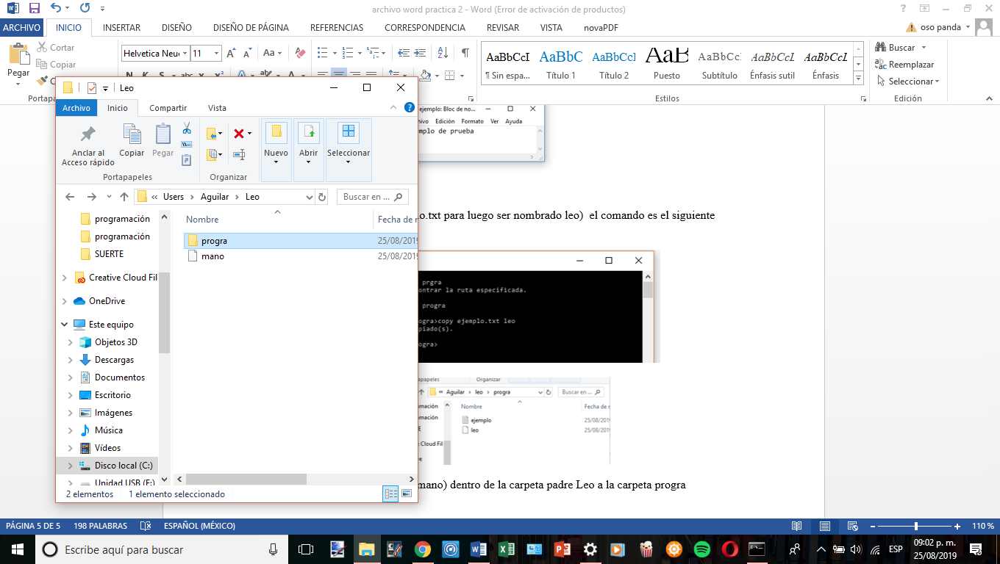 archivo word practica 2 - Word (Error de activación de productos)
ARCHIVO INICIO INSERTAR DISEÑO DISEÑO DE PÁGINA REFERENCIAS CORRESPONDENCIA REVISAR VISTA novaPDF oso panda
Pegar
Cortar
Copiar
Helvetica Neu 11
AaBbCcI AaBbC AaBbCcI AaB AaBbCcI AaBbCcL AaBbCcL
¶ Sin espa... Título 1 Título 2 Puesto Subtítulo Énfasis sutil Énfasis
Estilos
Buscar
Reemplazar
Seleccionar
Edición
Leo
Archivo Inicio Compartir Vista
Anclar al
Acceso rápido
Copiar
Pegar
Portapapeles
Organizar
Nuevo
Abrir
Seleccionar
Users > Aguilar > Leo
Buscar en ...
programación
programación
SUERTE
Creative Cloud Fil
OneDrive
Este equipo
Objetos 3D
Descargas
Documentos
Escritorio
Imágenes
Música
Vídeos
Disco local (C:)
Unidad USB (F:)
Nombre Fecha de
progra 25/08/2019
mano 25/08/2019
2 elementos 1 elemento seleccionado
ejemplo: Bloc de no...
Edición Formato Ver Ayuda
mplo de prueba
o.txt para luego ser nombrado leo) el comando es el siguiente
prgra
ontrar la ruta especificada.
progra
ogra>copy ejemplo.txt leo
piado(s).
ogra>
apeles Organizar
Aguilar > leo > progra
Buscar en ...
Nombre Fecha de
ejemplo 25/08/201
leo 25/08/201
mano) dentro de la carpeta padre Leo a la carpeta progra
PÁGINA 5 DE 5 198 PALABRAS ESPAÑOL (MÉXICO) 110 %
Escribe aquí para buscar
ESP
09:02 p. m.
25/08/2019